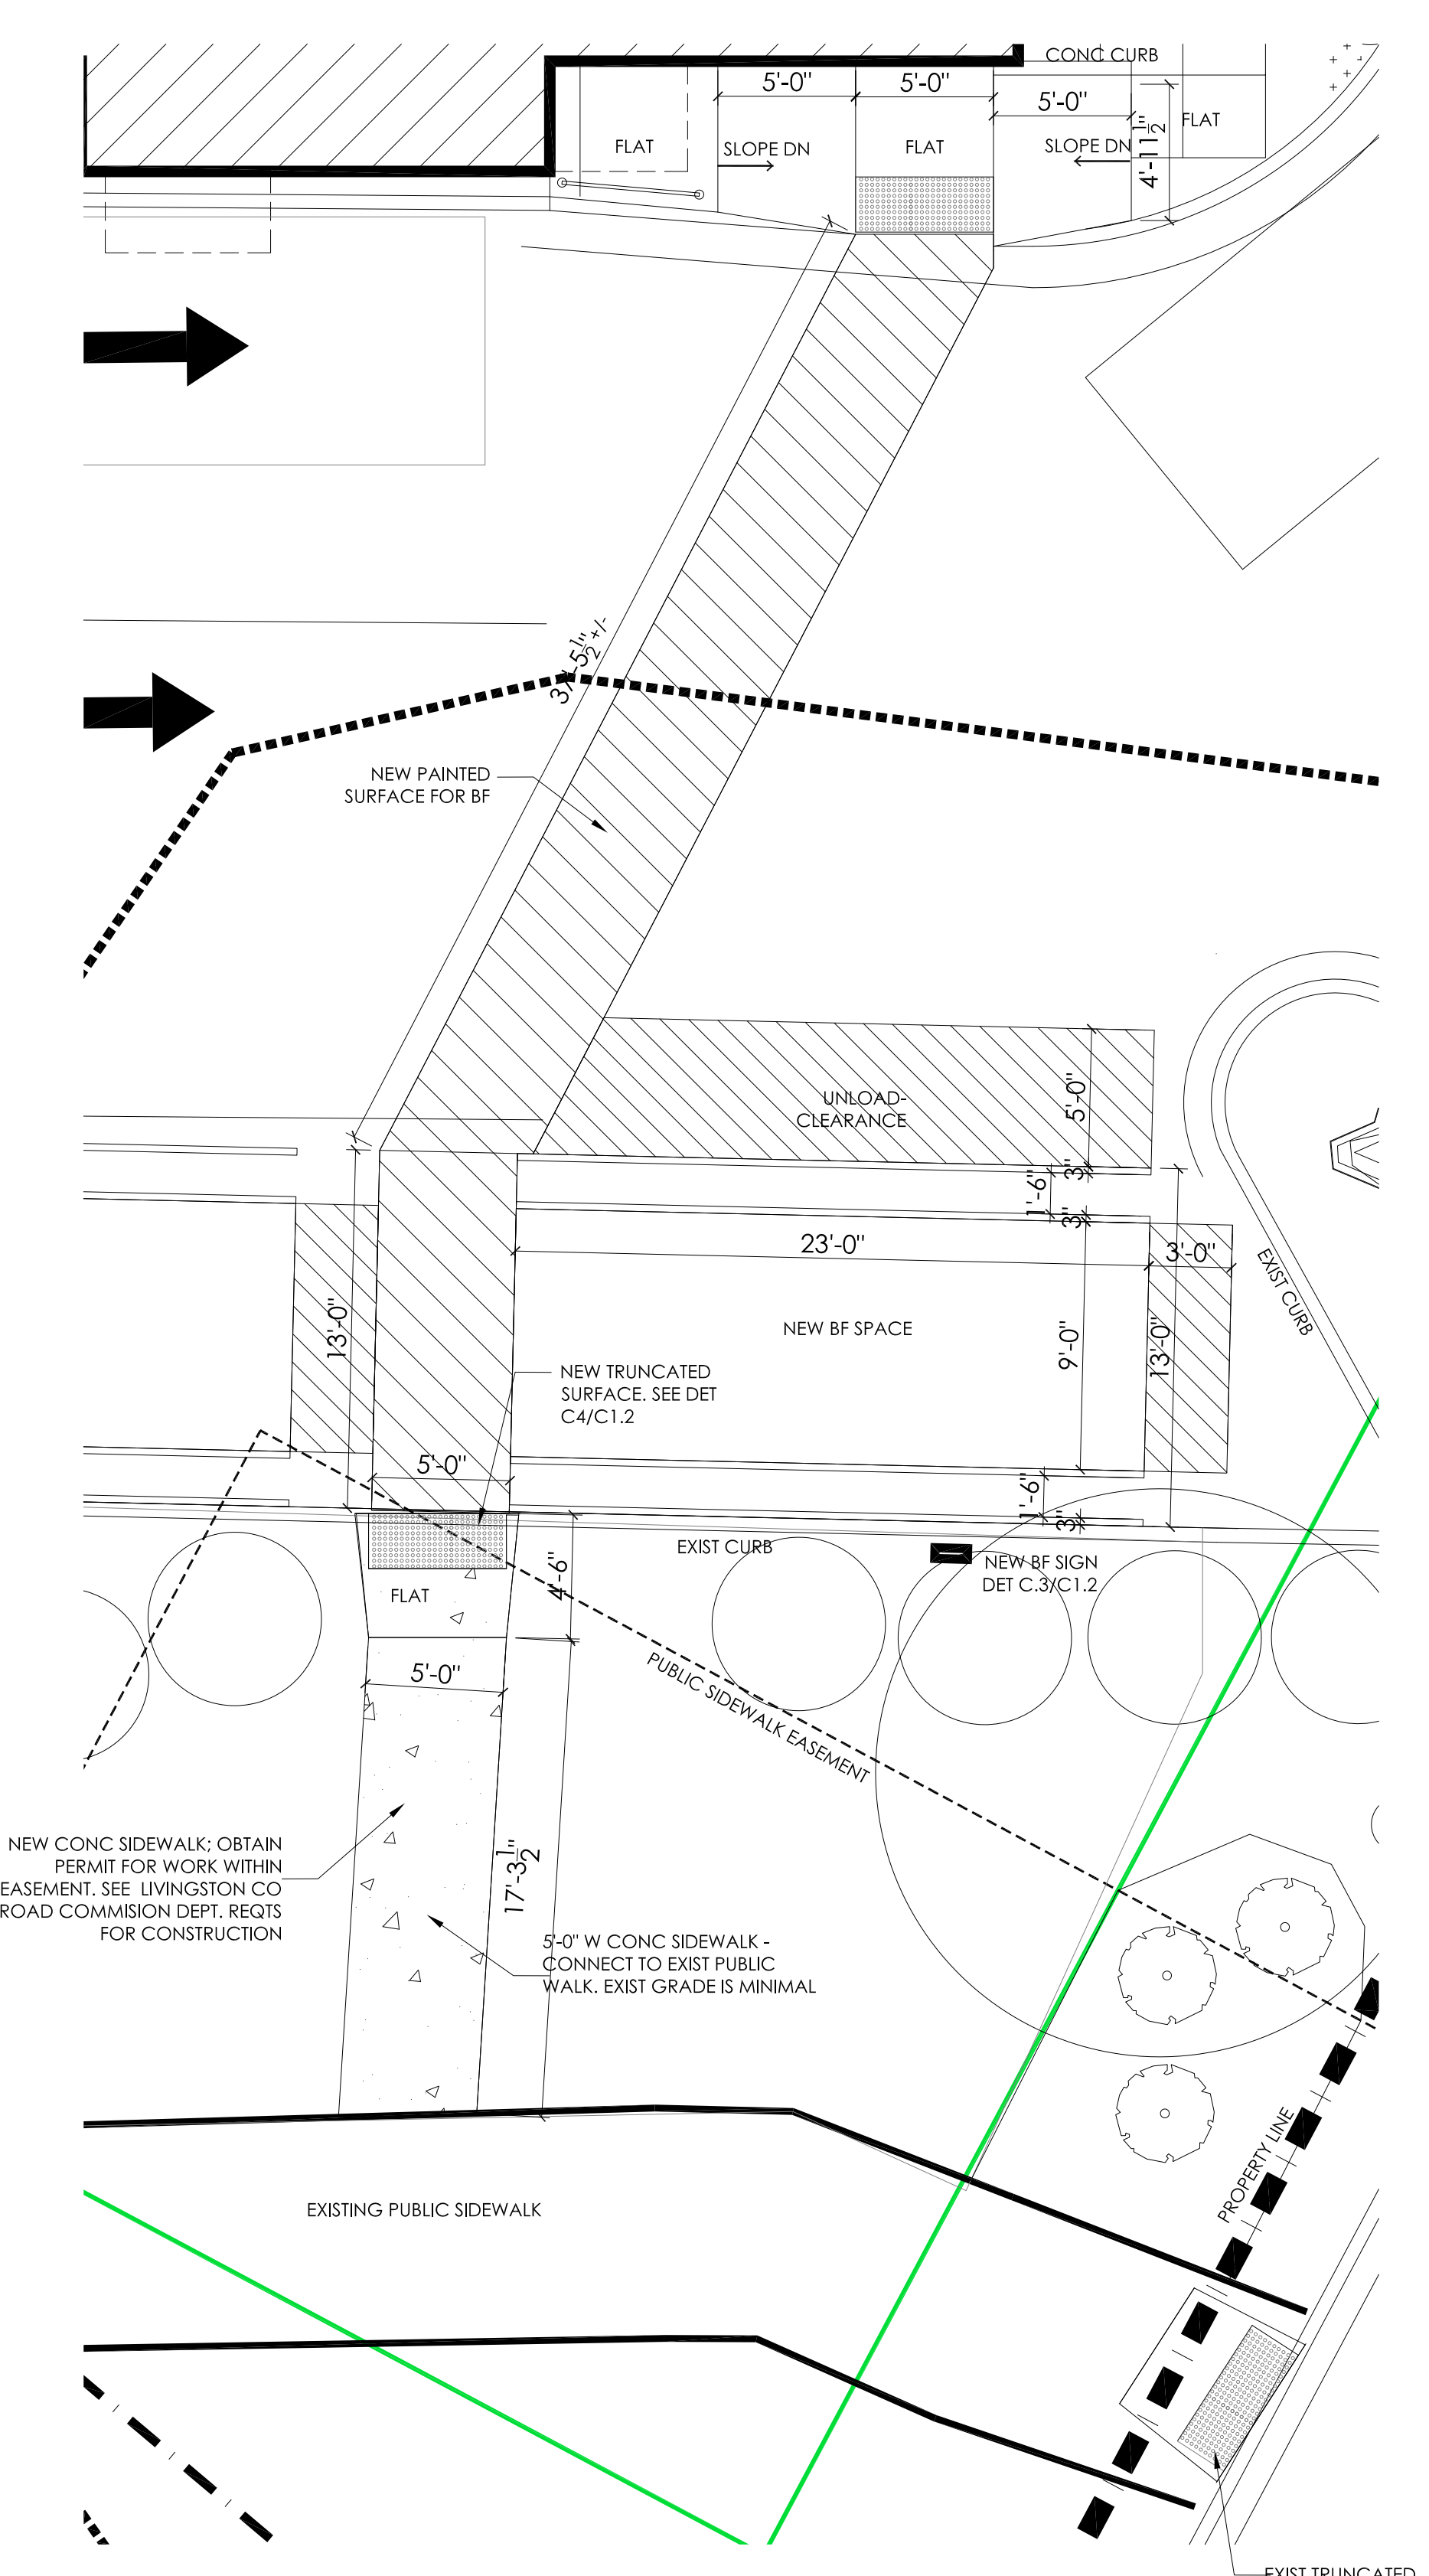 CONC CURB
5'-0"
5'-0"
5'-0"
4'-11 1/2"
FLAT
SLOPE DN
FLAT
SLOPE DN
FLAT
5 1/2" +/-
NEW PAINTED
SURFACE FOR BF
UNLOAD-
CLEARANCE
5'-0"
3"
1'-6"
3"
23'-0"
3'-0"
EXIST CURB
13'-0"
NEW BF SPACE
9'-0"
13'-0"
NEW TRUNCATED
SURFACE. SEE DET
C4/C1.2
5'-0"
1'-6"
3"
EXIST CURB
NEW BF SIGN
DET C.3/C1.2
4'-6"
FLAT
5'-0"
PUBLIC SIDEWALK EASEMENT
NEW CONC SIDEWALK; OBTAIN
PERMIT FOR WORK WITHIN
EASEMENT. SEE LIVINGSTON CO
ROAD COMMISION DEPT. REQTS
FOR CONSTRUCTION
17'-3 1/2"
5'-0" W CONC SIDEWALK -
CONNECT TO EXIST PUBLIC
WALK. EXIST GRADE IS MINIMAL
PROPERTY LINE
EXISTING PUBLIC SIDEWALK
EXIST TRUNCATED